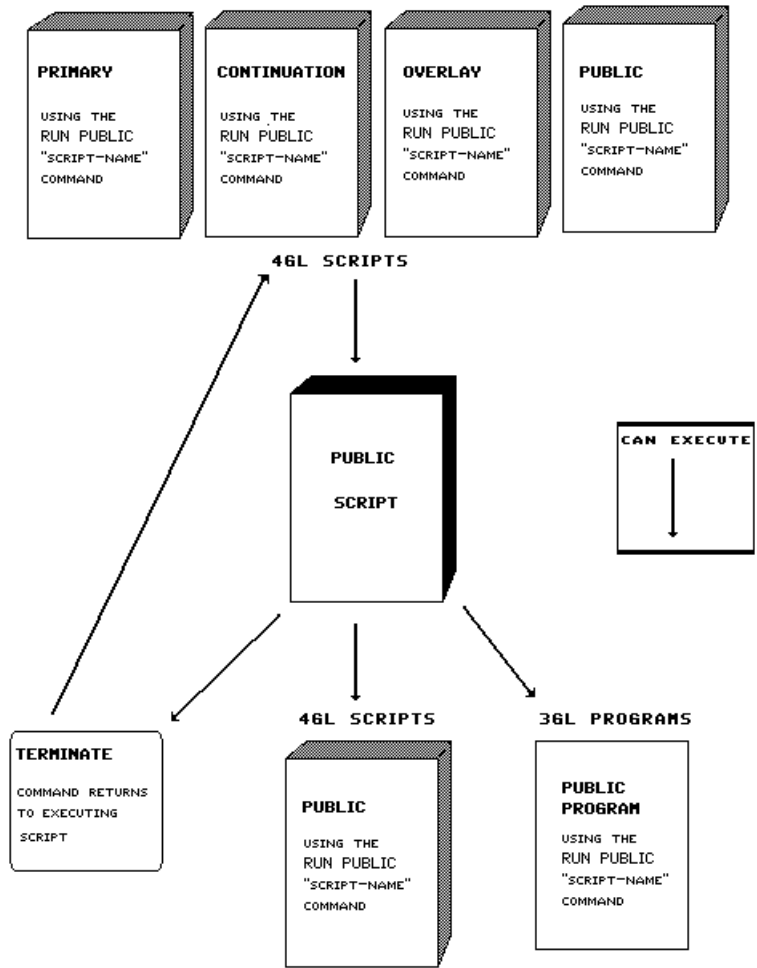 PRIMARY
USING THE
RUN PUBLIC
"SCRIPT-NAME"
COMMAND
CONTINUATION
USING THE
RUN PUBLIC
"SCRIPT-NAME"
COMMAND
OVERLAY
USING THE
RUN PUBLIC
"SCRIPT-NAME"
COMMAND
PUBLIC
USING THE
RUN PUBLIC
"SCRIPT-NAME"
COMMAND
4GL SCRIPTS
PUBLIC
SCRIPT
CAN EXECUTE
TERMINATE
COMMAND RETURNS
TO EXECUTING
SCRIPT
4GL SCRIPTS
PUBLIC
USING THE
RUN PUBLIC
"SCRIPT-NAME"
COMMAND
3GL PROGRAMS
PUBLIC
PROGRAM
USING THE
RUN PUBLIC
"SCRIPT-NAME"
COMMAND